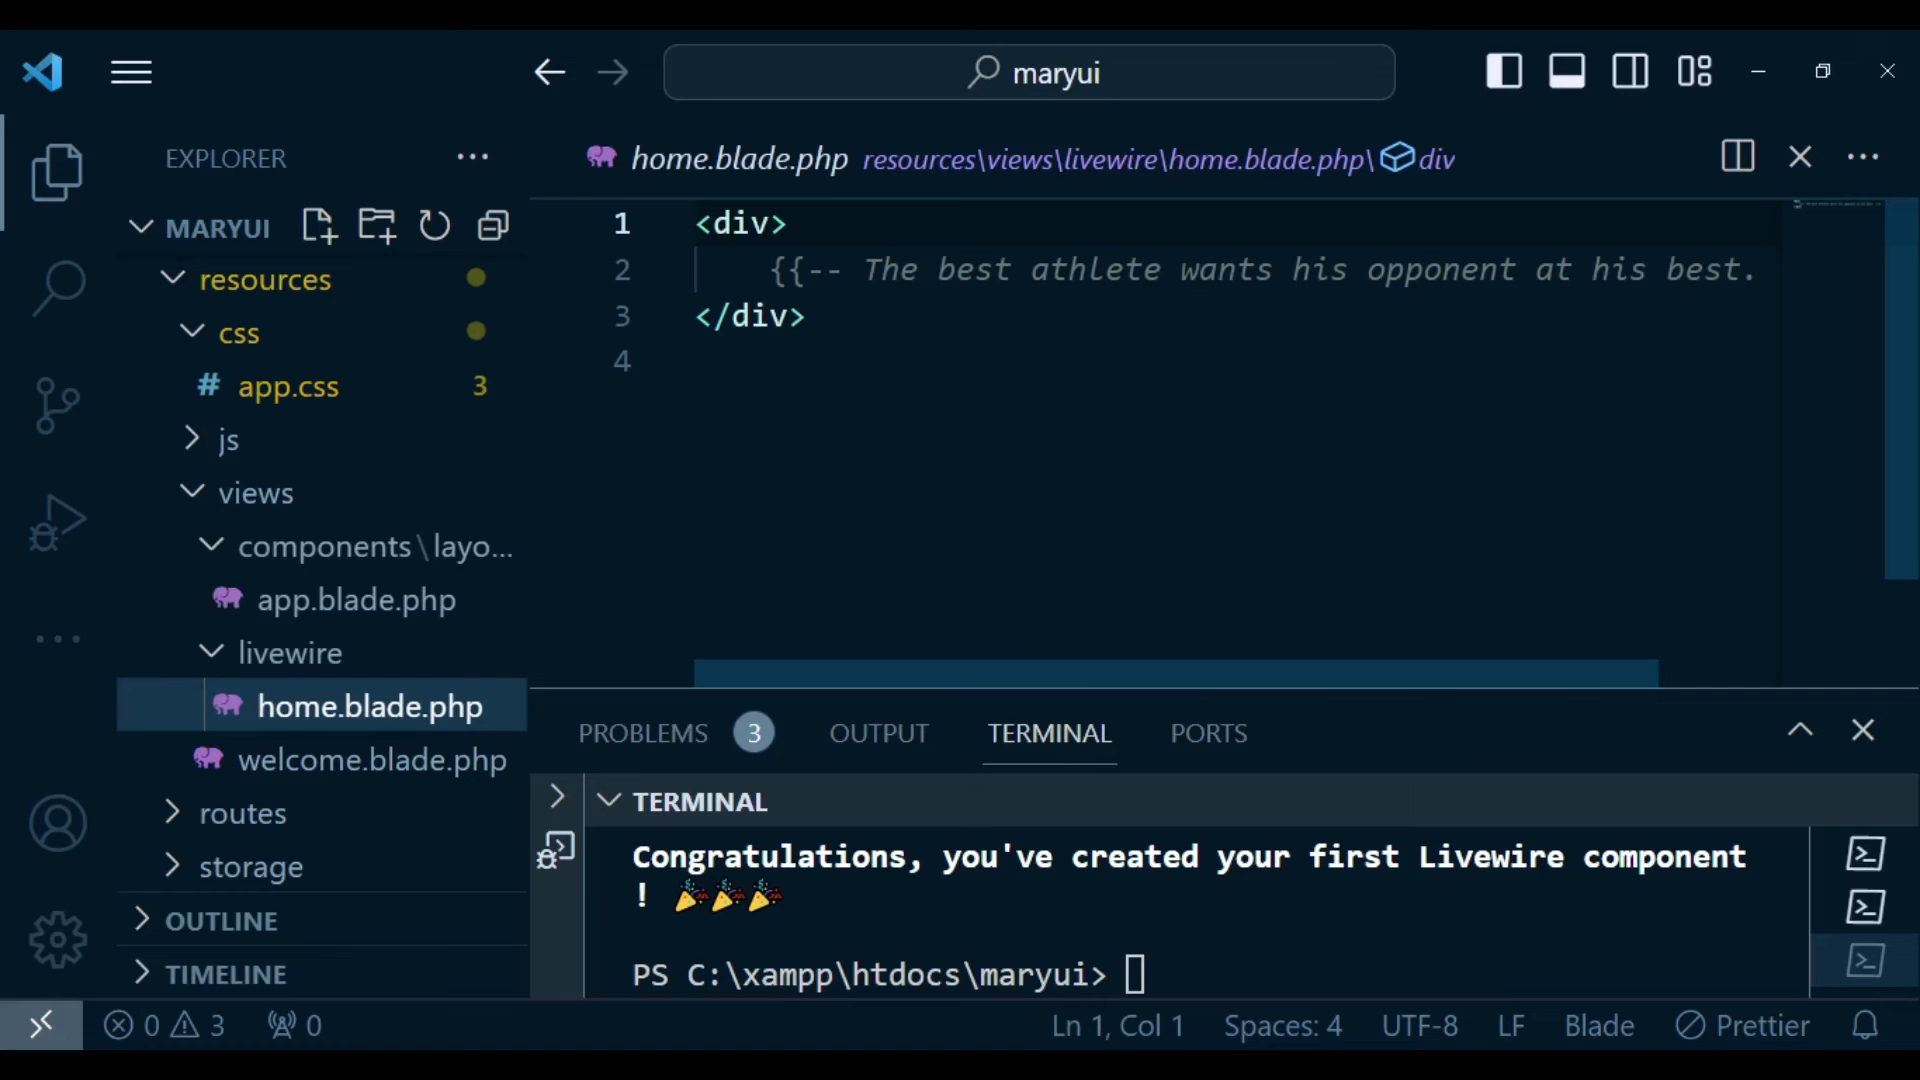 maryui
EXPLORER
MARYUI
resources
css
app.css 3
js
views
components\layo...
app.blade.php
livewire
home.blade.php
welcome.blade.php
routes
storage
OUTLINE
TIMELINE
home.blade.php resources\views\livewire\home.blade.php\ div
1 <div>
2 {{-- The best athlete wants his opponent at his best.
3 </div>
4
PROBLEMS 3 OUTPUT TERMINAL PORTS
TERMINAL
Congratulations, you've created your first Livewire component
! 🎉🎉🎉
PS C:\xampp\htdocs\maryui>
0 3 0 Ln 1, Col 1 Spaces: 4 UTF-8 LF Blade Prettier